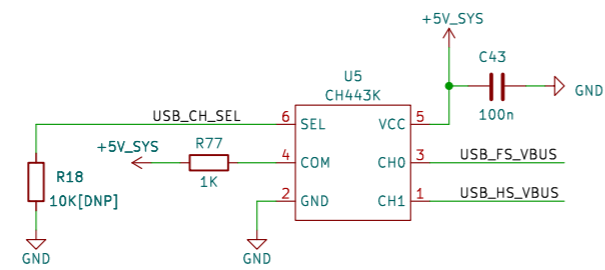 +5V_SYS
C43
GND
100n
U5
CH443K
USB_CH_SEL
6 SEL
VCC 5
+5V_SYS
R77
1K
4 COM
CH0 3
USB_FS_VBUS
R18
10K[DNP]
2 GND
CH1 1
USB_HS_VBUS
GND
GND